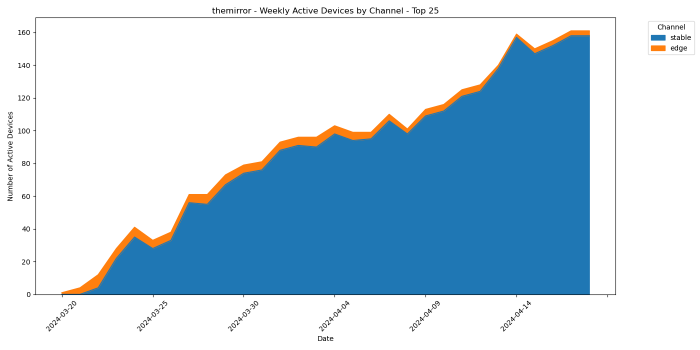 themirror - Weekly Active Devices by Channel - Top 25
Channel
stable
edge
Number of Active Devices
160
140
120
100
80
60
40
20
0
2024-03-20
2024-03-25
2024-03-30
2024-04-04
2024-04-09
2024-04-14
Date